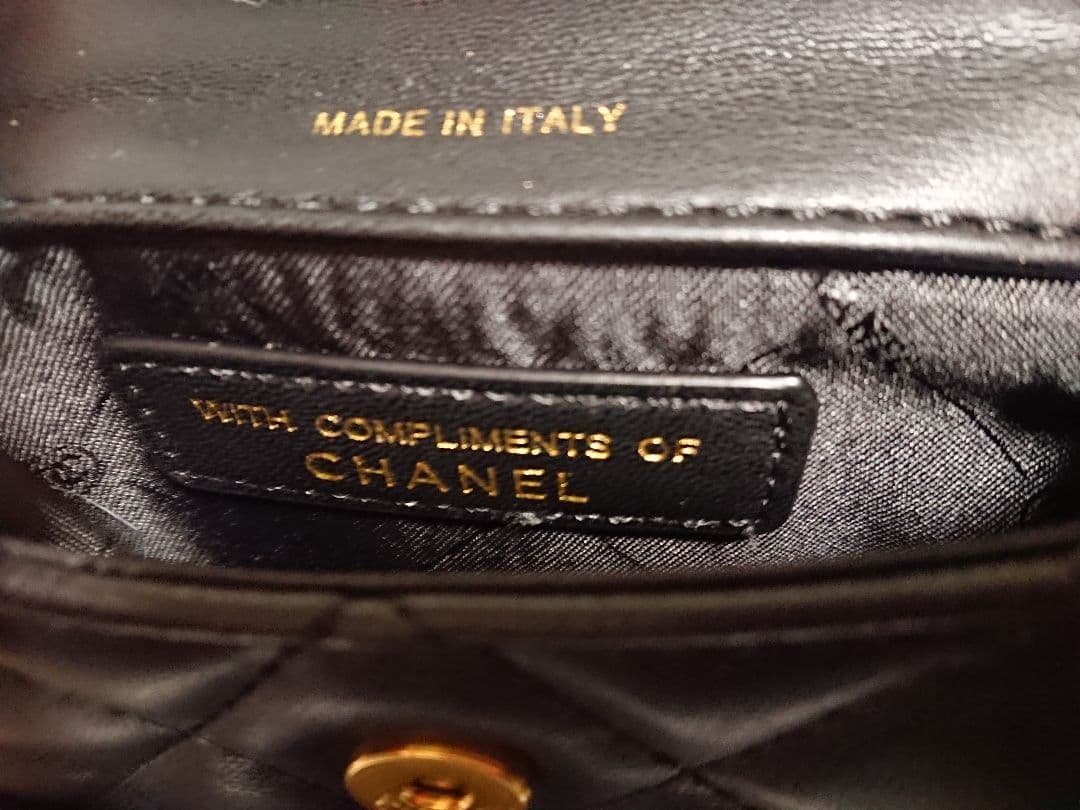 MADE IN ITALY
WITH COMPLIMENTS OF
CHANEL